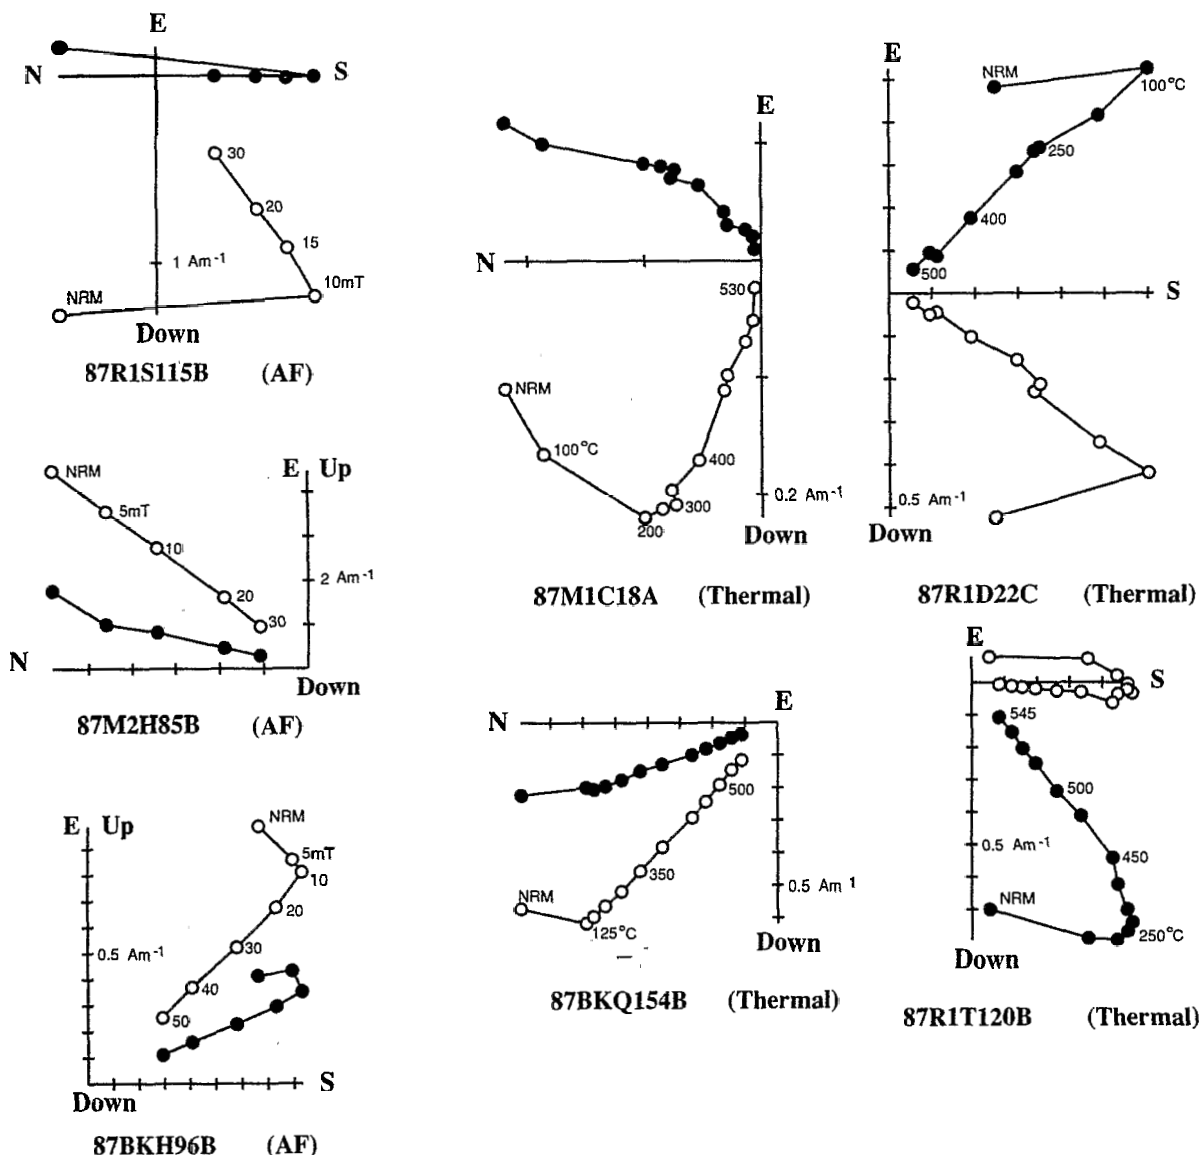 E
N
S
30
20
15
10mT
1 Am-1
NRM
Down
87R1S115B (AF)
E Up
NRM
5mT
10
20
30
2 Am-1
N
Down
87M2H85B (AF)
E Up
NRM
5mT
10
20
30
0.5 Am-1
40
50
S
Down
87BKH96B (AF)
E
N
530
NRM
100°C
400
300
200
0.2 Am-1
Down
87M1C18A (Thermal)
E
NRM
100°C
250
400
500
S
0.5 Am-1
Down
87R1D22C (Thermal)
E
N
500
350
NRM
125°C
0.5 Am 1
Down
87BKQ154B (Thermal)
E
S
545
500
0.5 Am-1
450
NRM
250°C
Down
87R1T120B (Thermal)